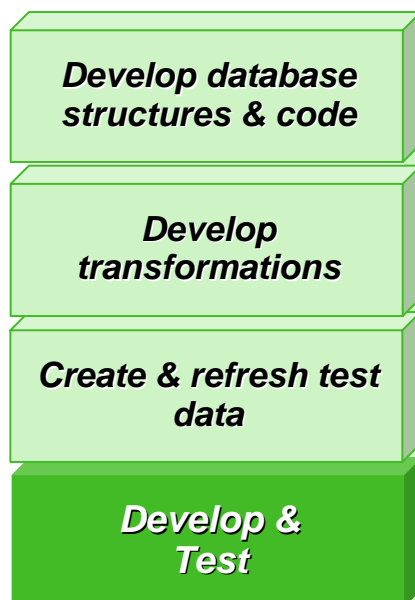 Develop database
structures & code
Develop
transformations
Create & refresh test
data
Develop &
Test